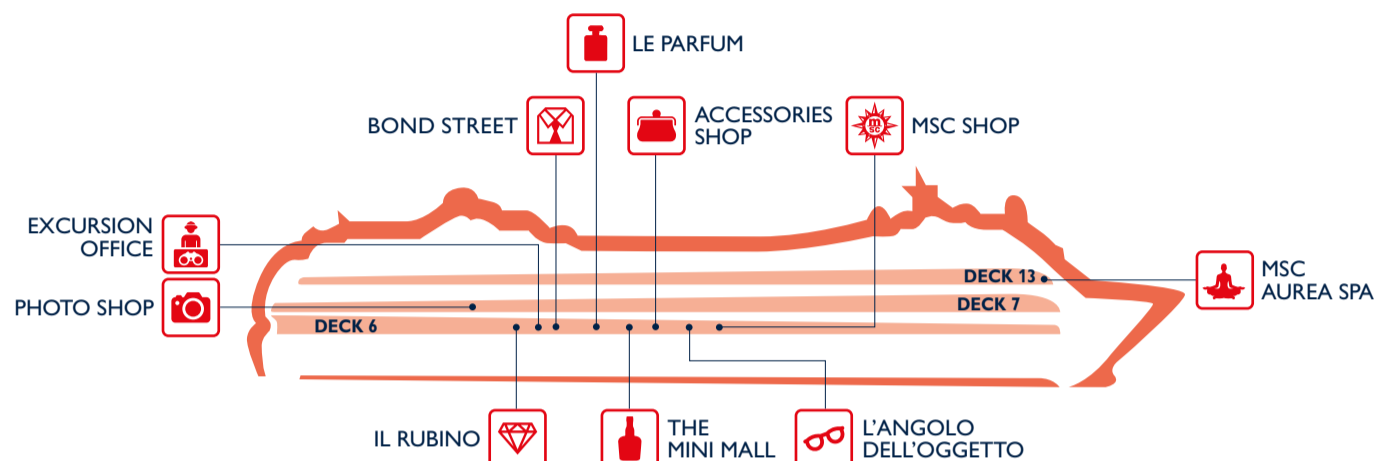 LE PARFUM
BOND STREET
ACCESSORIES
SHOP
MSC SHOP
m
sc
EXCURSION
OFFICE
PHOTO SHOP
DECK 13
DECK 7
DECK 6
MSC
AUREA SPA
IL RUBINO
THE
MINI MALL
L’ANGOLO
DELL’OGGETTO